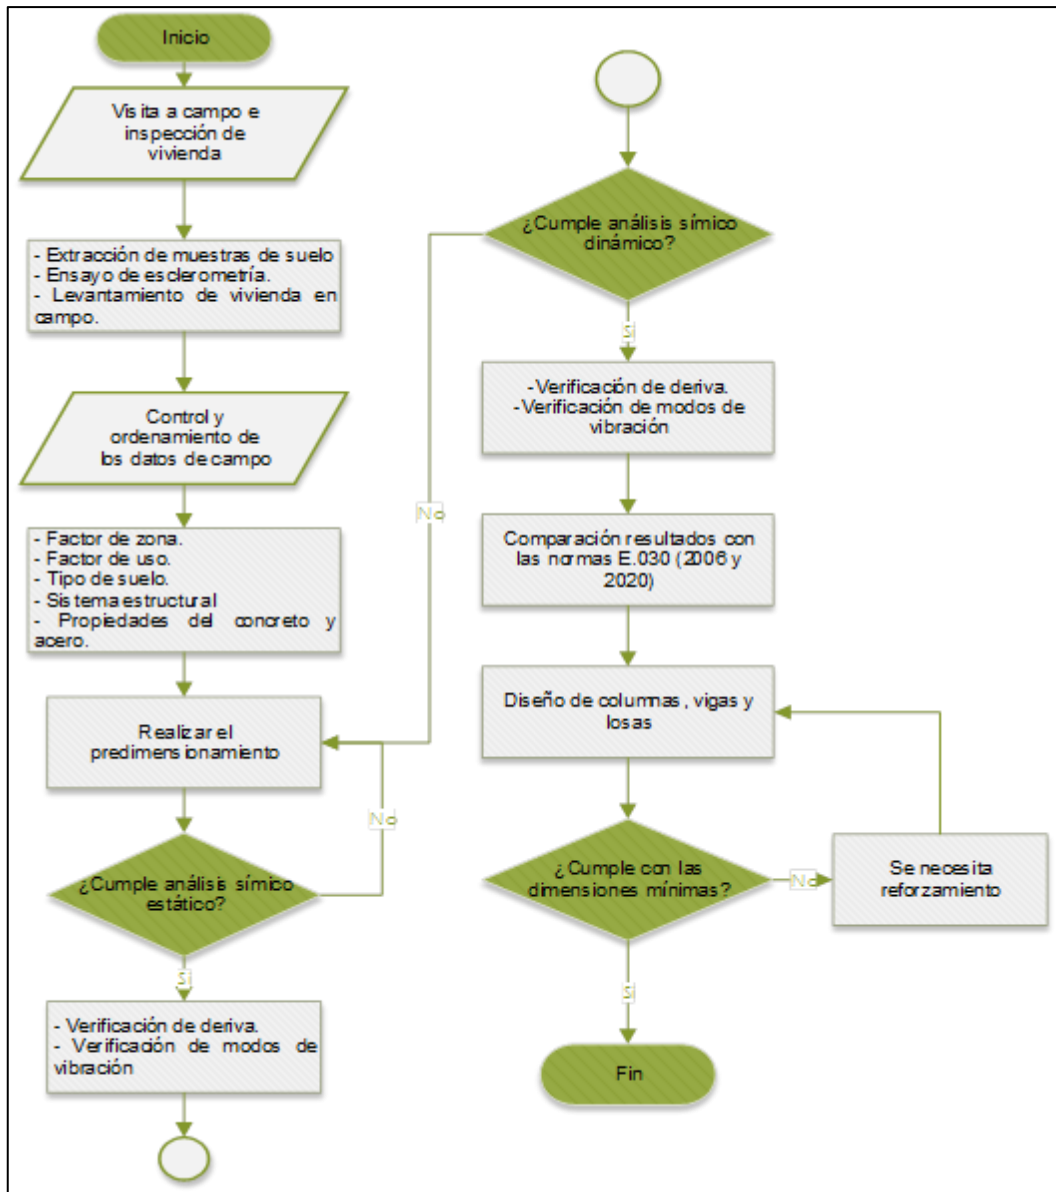 Inicio
Visita a campo e
inspección de
vivienda
- Extracción de muestras de suelo
- Ensayo de esclerometría.
- Levantamiento de vivienda en
campo.
Control y
ordenamiento de
los datos de campo
- Factor de zona.
- Factor de uso.
- Tipo de suelo.
- Sistema estructural
- Propiedades del concreto y
acero.
Realizar el
predimensionamiento
No
¿Cumple análisis símico
estático?
Si
- Verificación de deriva.
- Verificación de modos de
vibración
¿Cumple análisis símico
dinámico?
No
Si
-Verificación de deriva.
-Verificación de modos de
vibración
Comparación resultados con
las normas E.030 (2006 y
2020)
Diseño de columnas, vigas y
losas
¿Cumple con las
dimensiones mínimas?
No
Se necesita
reforzamiento
Si
Fin